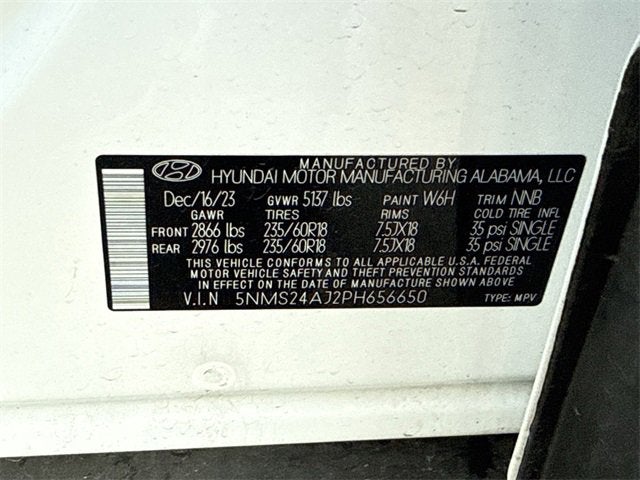 MANUFACTURED BY
HYUNDAI MOTOR MANUFACTURING ALABAMA, LLC
Dec/16/23 GVWR 5137 lbs PAINT W6H TRIM NNB
GAWR TIRES RIMS COLD TIRE INFL
FRONT 2866 lbs 235/60R18 7.5JX18 35 psi SINGLE
REAR 2976 lbs 235/60R18 7.5JX18 35 psi SINGLE
THIS VEHICLE CONFORMS TO ALL APPLICABLE U.S.A. FEDERAL
MOTOR VEHICLE SAFETY AND THEFT PREVENTION STANDARDS
IN EFFECT ON THE DATE OF MANUFACTURE SHOWN ABOVE.
V.I.N 5NMS24AJ2PH656650 TYPE: MPV